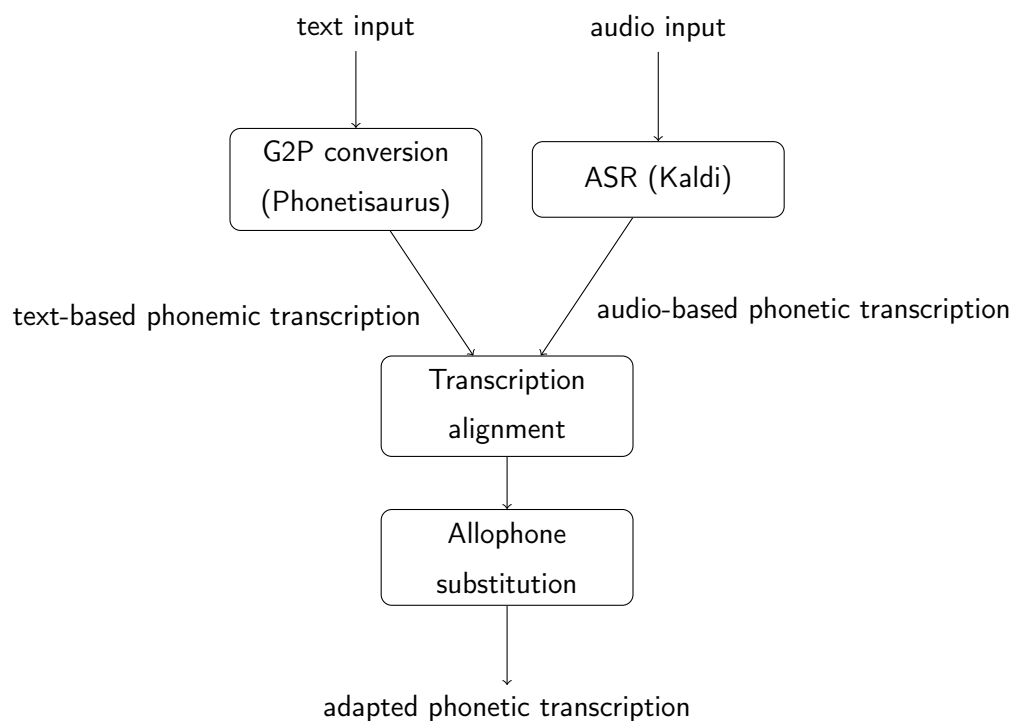 text input
audio input
G2P conversion
(Phonetisaurus)
ASR (Kaldi)
text-based phonemic transcription
audio-based phonetic transcription
Transcription
alignment
Allophone
substitution
adapted phonetic transcription